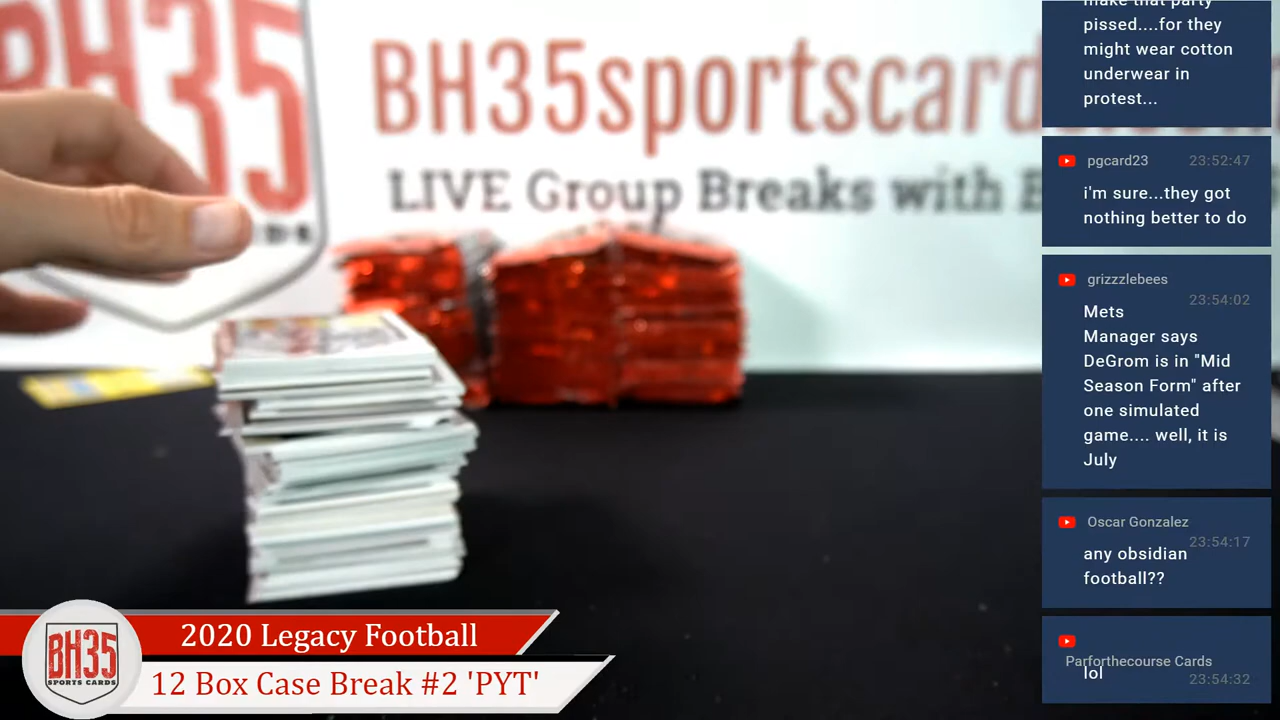 BH35
BH35sportscard
LIVE Group Breaks with
make that party
pissed....for they
might wear cotton
underwear in
protest...
pgcard23 23:52:47
i'm sure...they got
nothing better to do
grizzzlebees
23:54:02
Mets
Manager says
DeGrom is in "Mid
Season Form" after
one simulated
game.... well, it is
July
Oscar Gonzalez
23:54:17
any obsidian
football??
Parforthecourse Cards
lol
23:54:32
BH35
SPORTS CARDS
2020 Legacy Football
12 Box Case Break #2 'PYT'